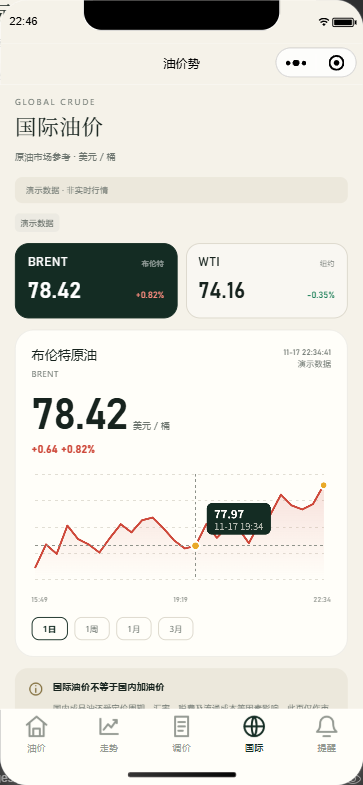 22:46
油价势
GLOBAL CRUDE
国际油价
原油市场参考 · 美元 / 桶
演示数据 · 非实时行情
演示数据
BRENT 布伦特
78.42 +0.82%
WTI 纽约
74.16 -0.35%
布伦特原油 11-17 22:34:41
BRENT 演示数据
78.42 美元 / 桶
+0.64 +0.82%
77.97
11-17 19:34
15:49 19:19 22:34
1日 1周 1月 3月
国际油价不等于国内加油价
油价 走势 调价 国际 提醒